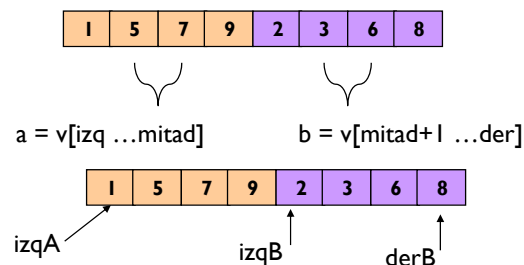 1 5 7 9 2 3 6 8
a = v[izq …mitad] b = v[mitad+1 …der]
1 5 7 9 2 3 6 8
izqA izqB derB